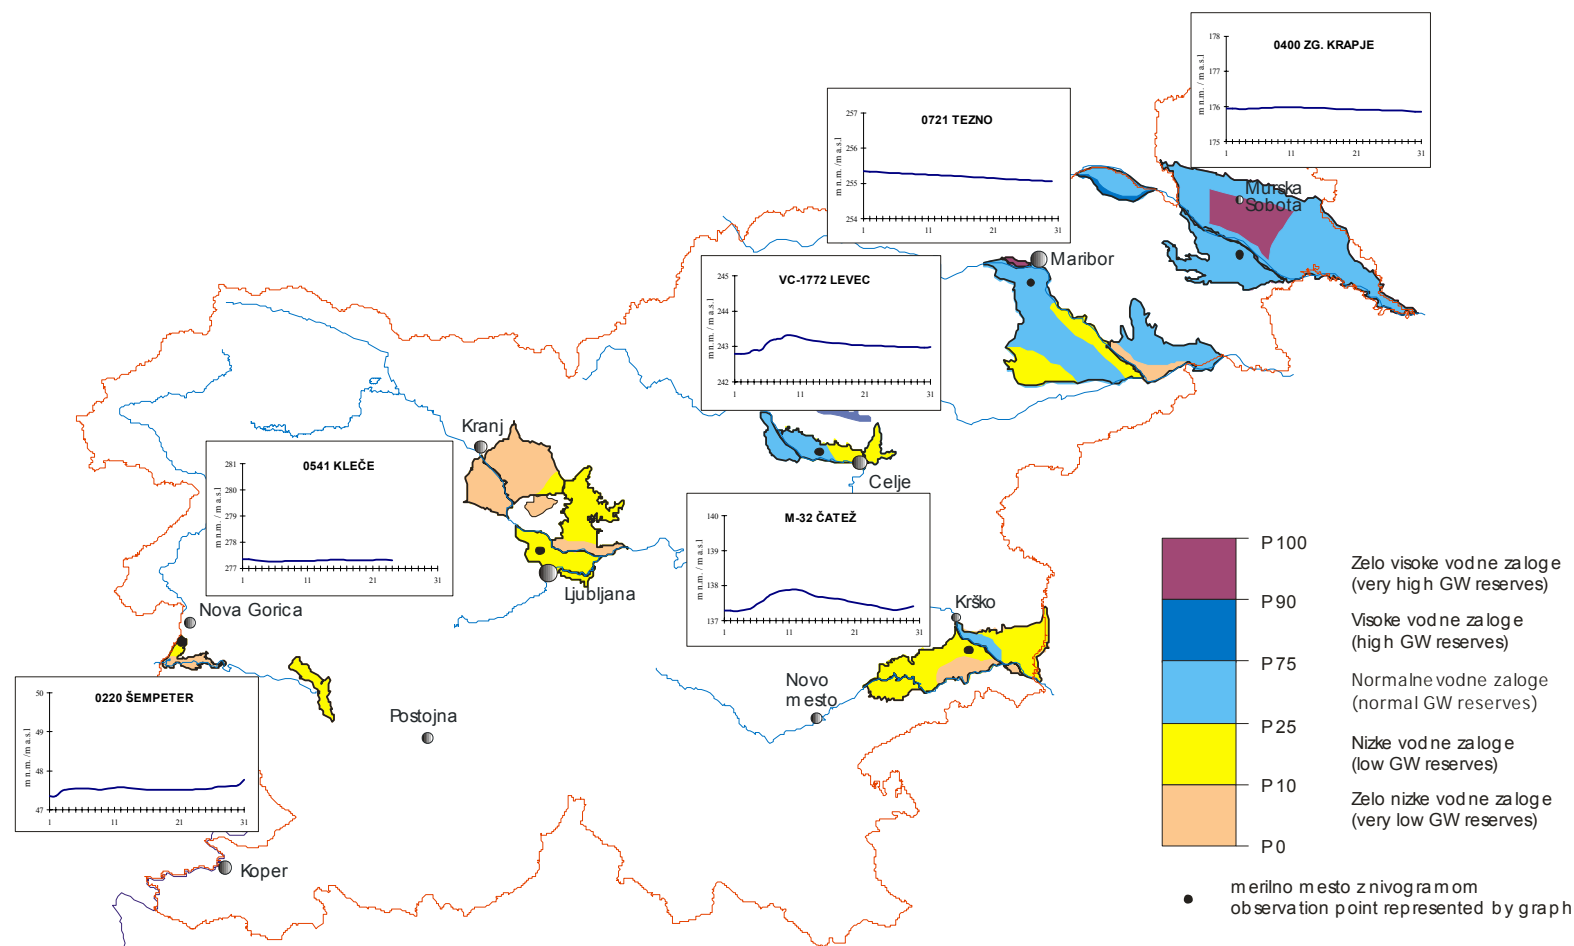 0400 ZG. KRAPJE
m n.m. / m a.s.l
178
177
176
175
1
11
21
31
0721 TEZNO
m n.m. /m a.s.l
257
256
255
254
1
11
21
31
Murska
Sobota
Maribor
VC-1772 LEVEC
m n.m. / m a.s.l
245
244
243
242
1
11
21
31
Kranj
Celje
0541 KLEČE
m n.m. / m a.s.l
281
280
279
278
277
1
11
21
31
M-32 ČATEŽ
m n.m. / m a.s.l
140
139
138
137
1
11
21
31
Ljubljana
Nova Gorica
Krško
Novo
mesto
Postojna
0220 ŠEMPETER
m n.m. /m a.s.l
50
49
48
47
1
11
21
31
Koper
P100
Zelo visoke vodne zaloge
(very high GW reserves)
P90
Visoke vodne zaloge
(high GW reserves)
P75
Normalne vodne zaloge
(normal GW reserves)
P25
Nizke vodne zaloge
(low GW reserves)
P10
Zelo nizke vodne zaloge
(very low GW reserves)
P0
merilno mesto z nivogramom
observation point represented by graph